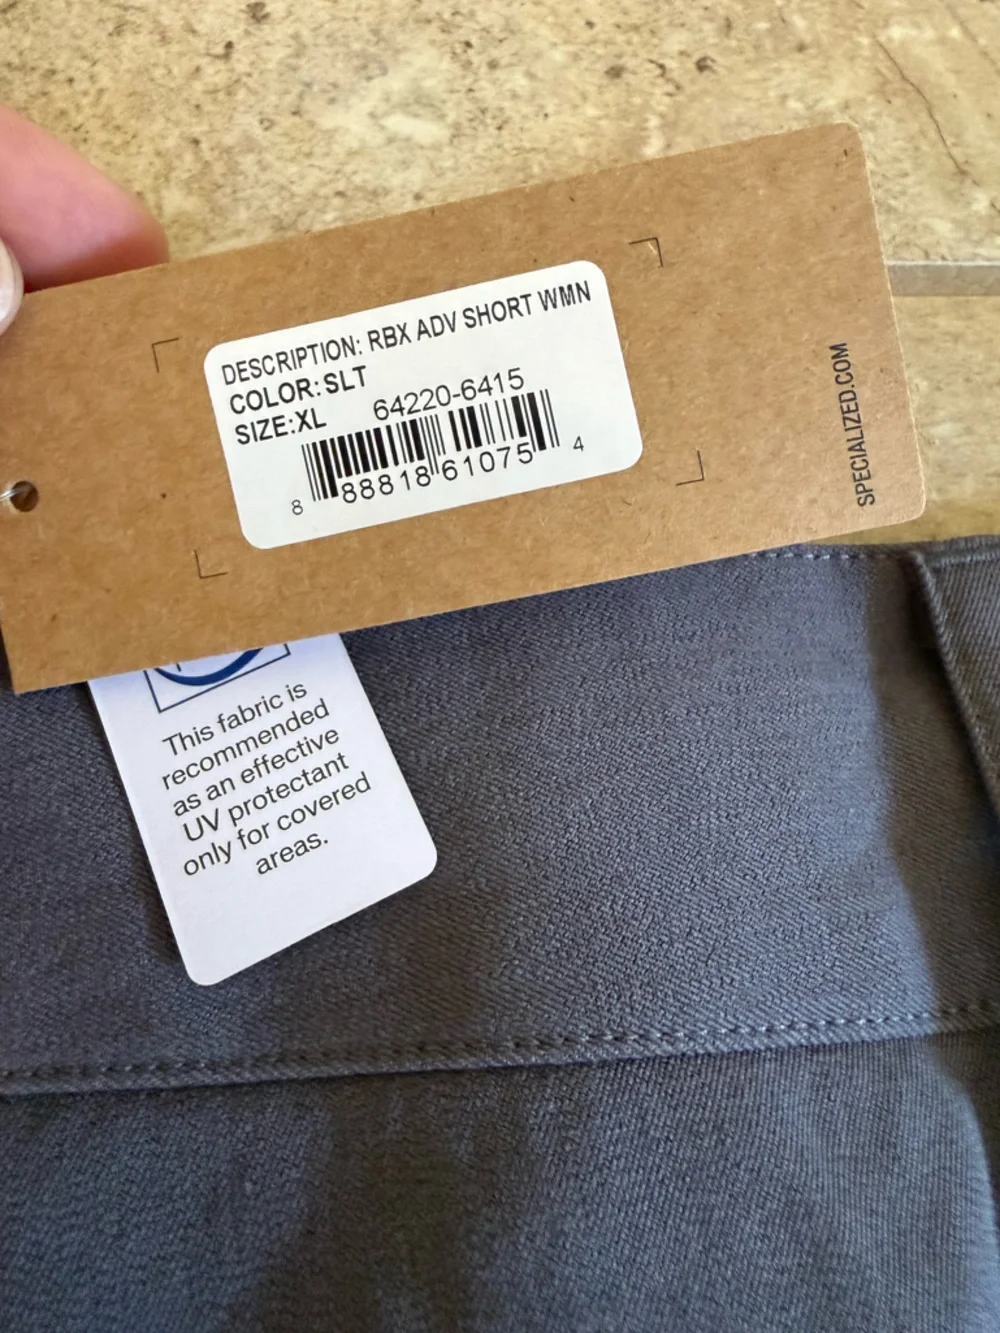 DESCRIPTION: RBX ADV SHORT WMN
COLOR: SLT
SIZE:XL
64220-6415
8 88818 61075 4
SPECIALIZED.COM
This fabric is
recommended
as an effective
UV protectant
only for covered
areas.